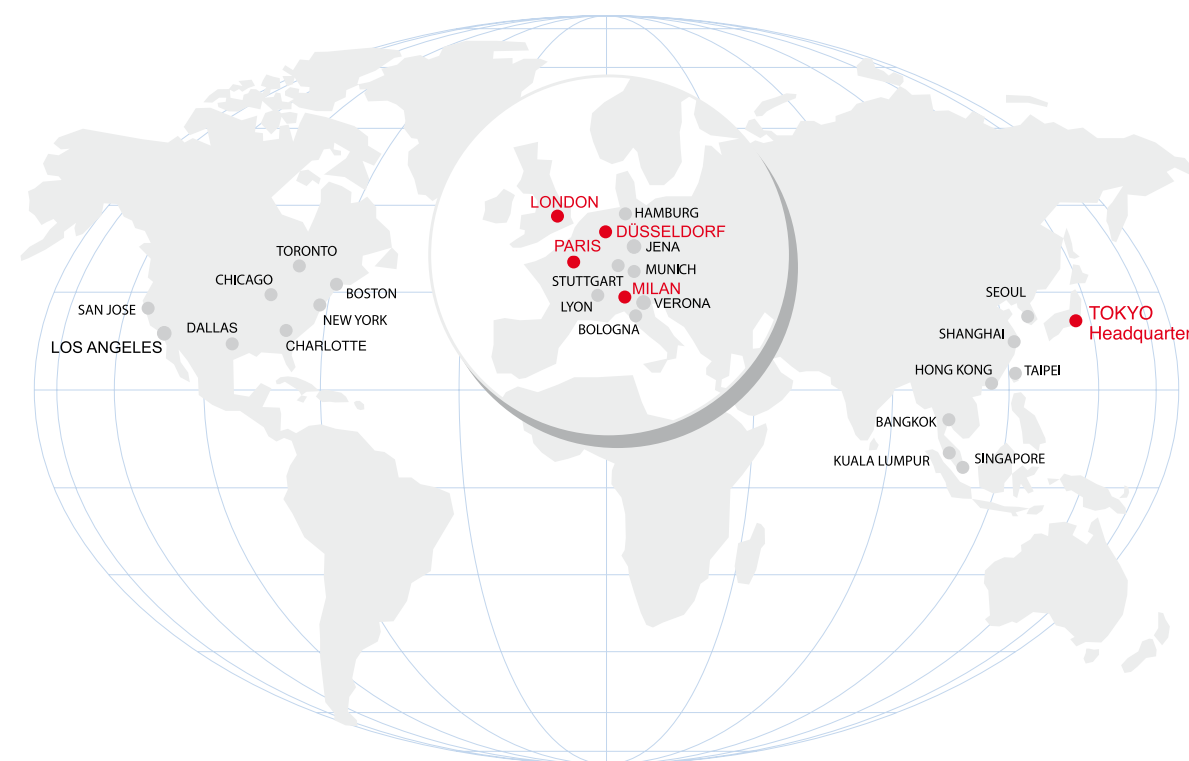 LONDON
HAMBURG
DÜSSELDORF
PARIS
JENA
TORONTO
MUNICH
CHICAGO
STUTTGART
BOSTON
MILAN
SEOUL
LYON
VERONA
SAN JOSE
NEW YORK
TOKYO
Headquarter
DALLAS
BOLOGNA
SHANGHAI
LOS ANGELES
CHARLOTTE
HONG KONG
TAIPEI
BANGKOK
KUALA LUMPUR
SINGAPORE